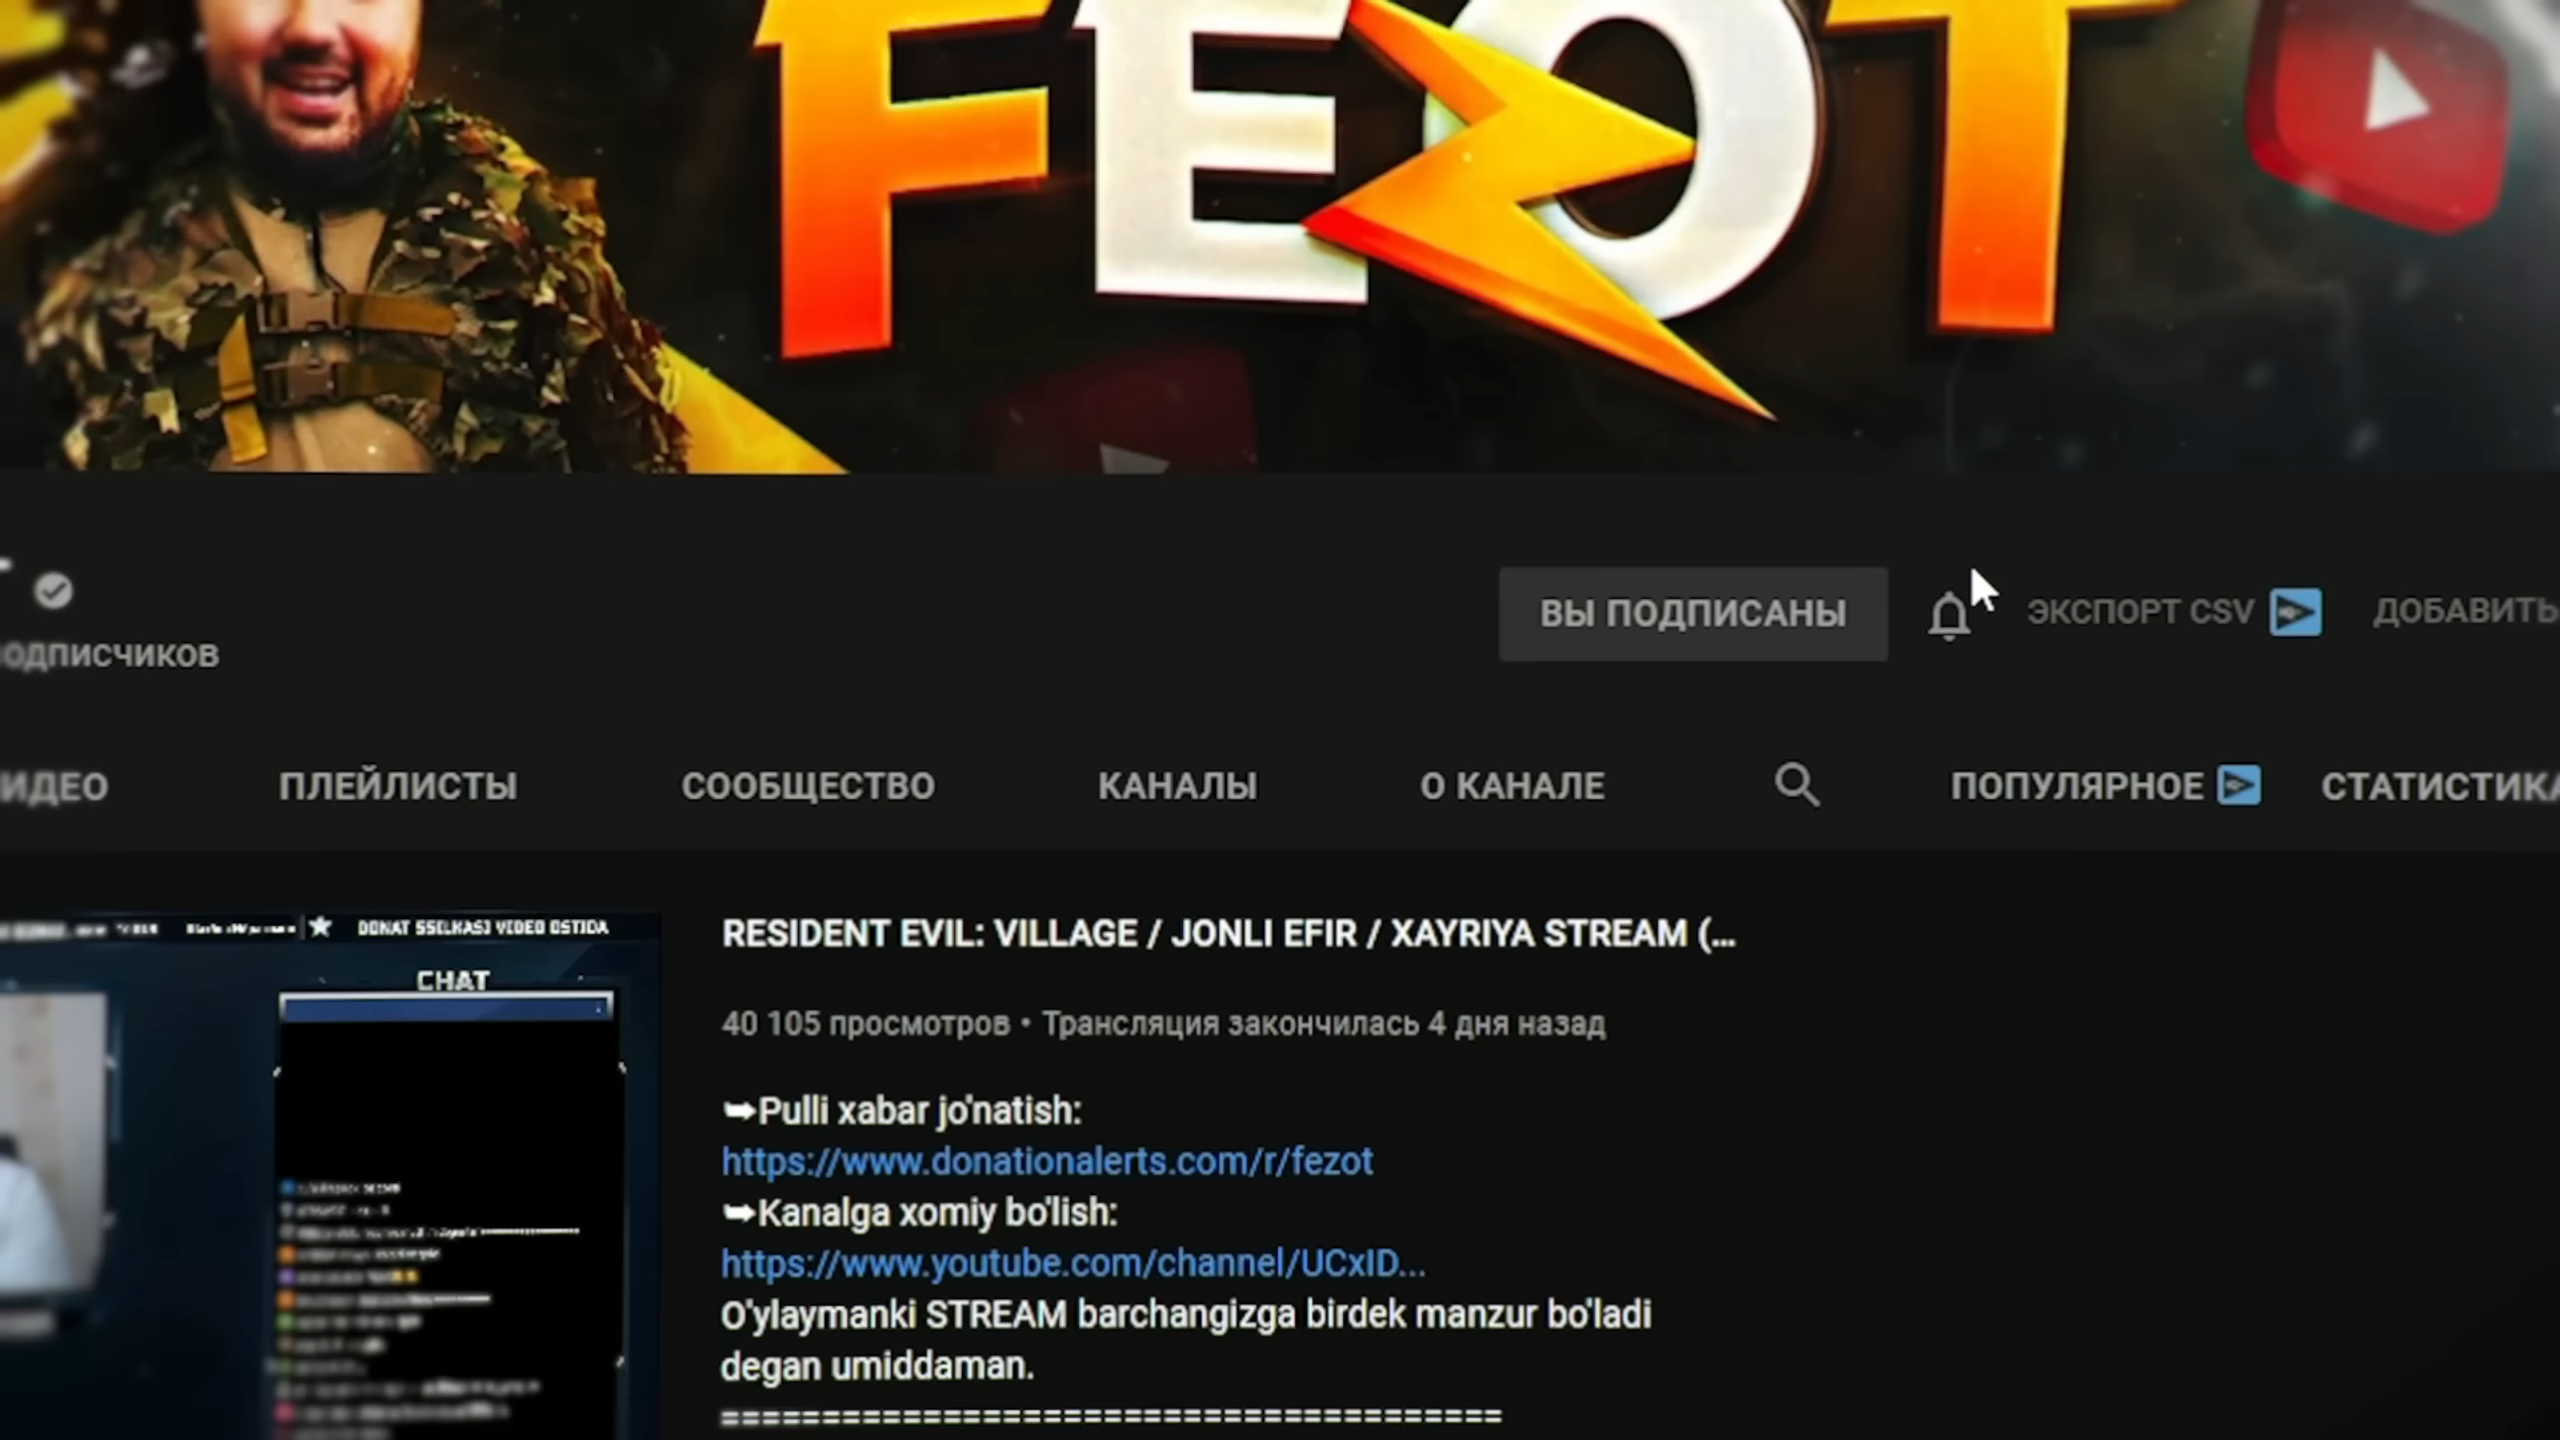 FEZOT
ВЫ ПОДПИСАНЫ
ЭКСПОРТ CSV
ДОБАВИТЬ
одписчиков
ИДЕО
ПЛЕЙЛИСТЫ
СООБЩЕСТВО
КАНАЛЫ
О КАНАЛЕ
ПОПУЛЯРНОЕ
СТАТИСТИКА
DONAT SSILKASI VIDEO OSTIDA
CHAT
RESIDENT EVIL: VILLAGE / JONLI EFIR / XAYRIYA STREAM (...
40 105 просмотров • Трансляция закончилась 4 дня назад
➥Pulli xabar jo'natish:
https://www.donationalerts.com/r/fezot
➥Kanalga xomiy bo'lish:
https://www.youtube.com/channel/UCxID...
O'ylaymanki STREAM barchangizga birdek manzur bo'ladi
degan umiddaman.
=======================================